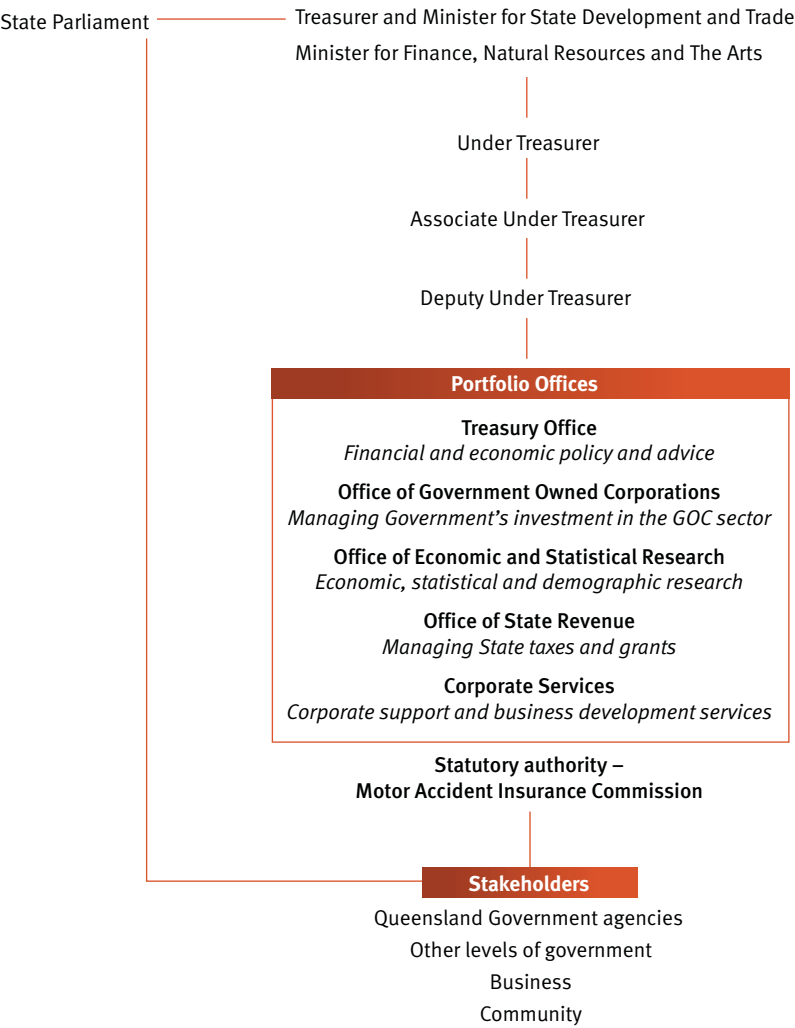 State Parliament
Treasurer and Minister for State Development and Trade
Minister for Finance, Natural Resources and The Arts
Under Treasurer
Associate Under Treasurer
Deputy Under Treasurer
Portfolio Offices
Treasury Office
Financial and economic policy and advice
Office of Government Owned Corporations
Managing Government's investment in the GOC sector
Office of Economic and Statistical Research
Economic, statistical and demographic research
Office of State Revenue
Managing State taxes and grants
Corporate Services
Corporate support and business development services
Statutory authority –
Motor Accident Insurance Commission
Stakeholders
Queensland Government agencies
Other levels of government
Business
Community